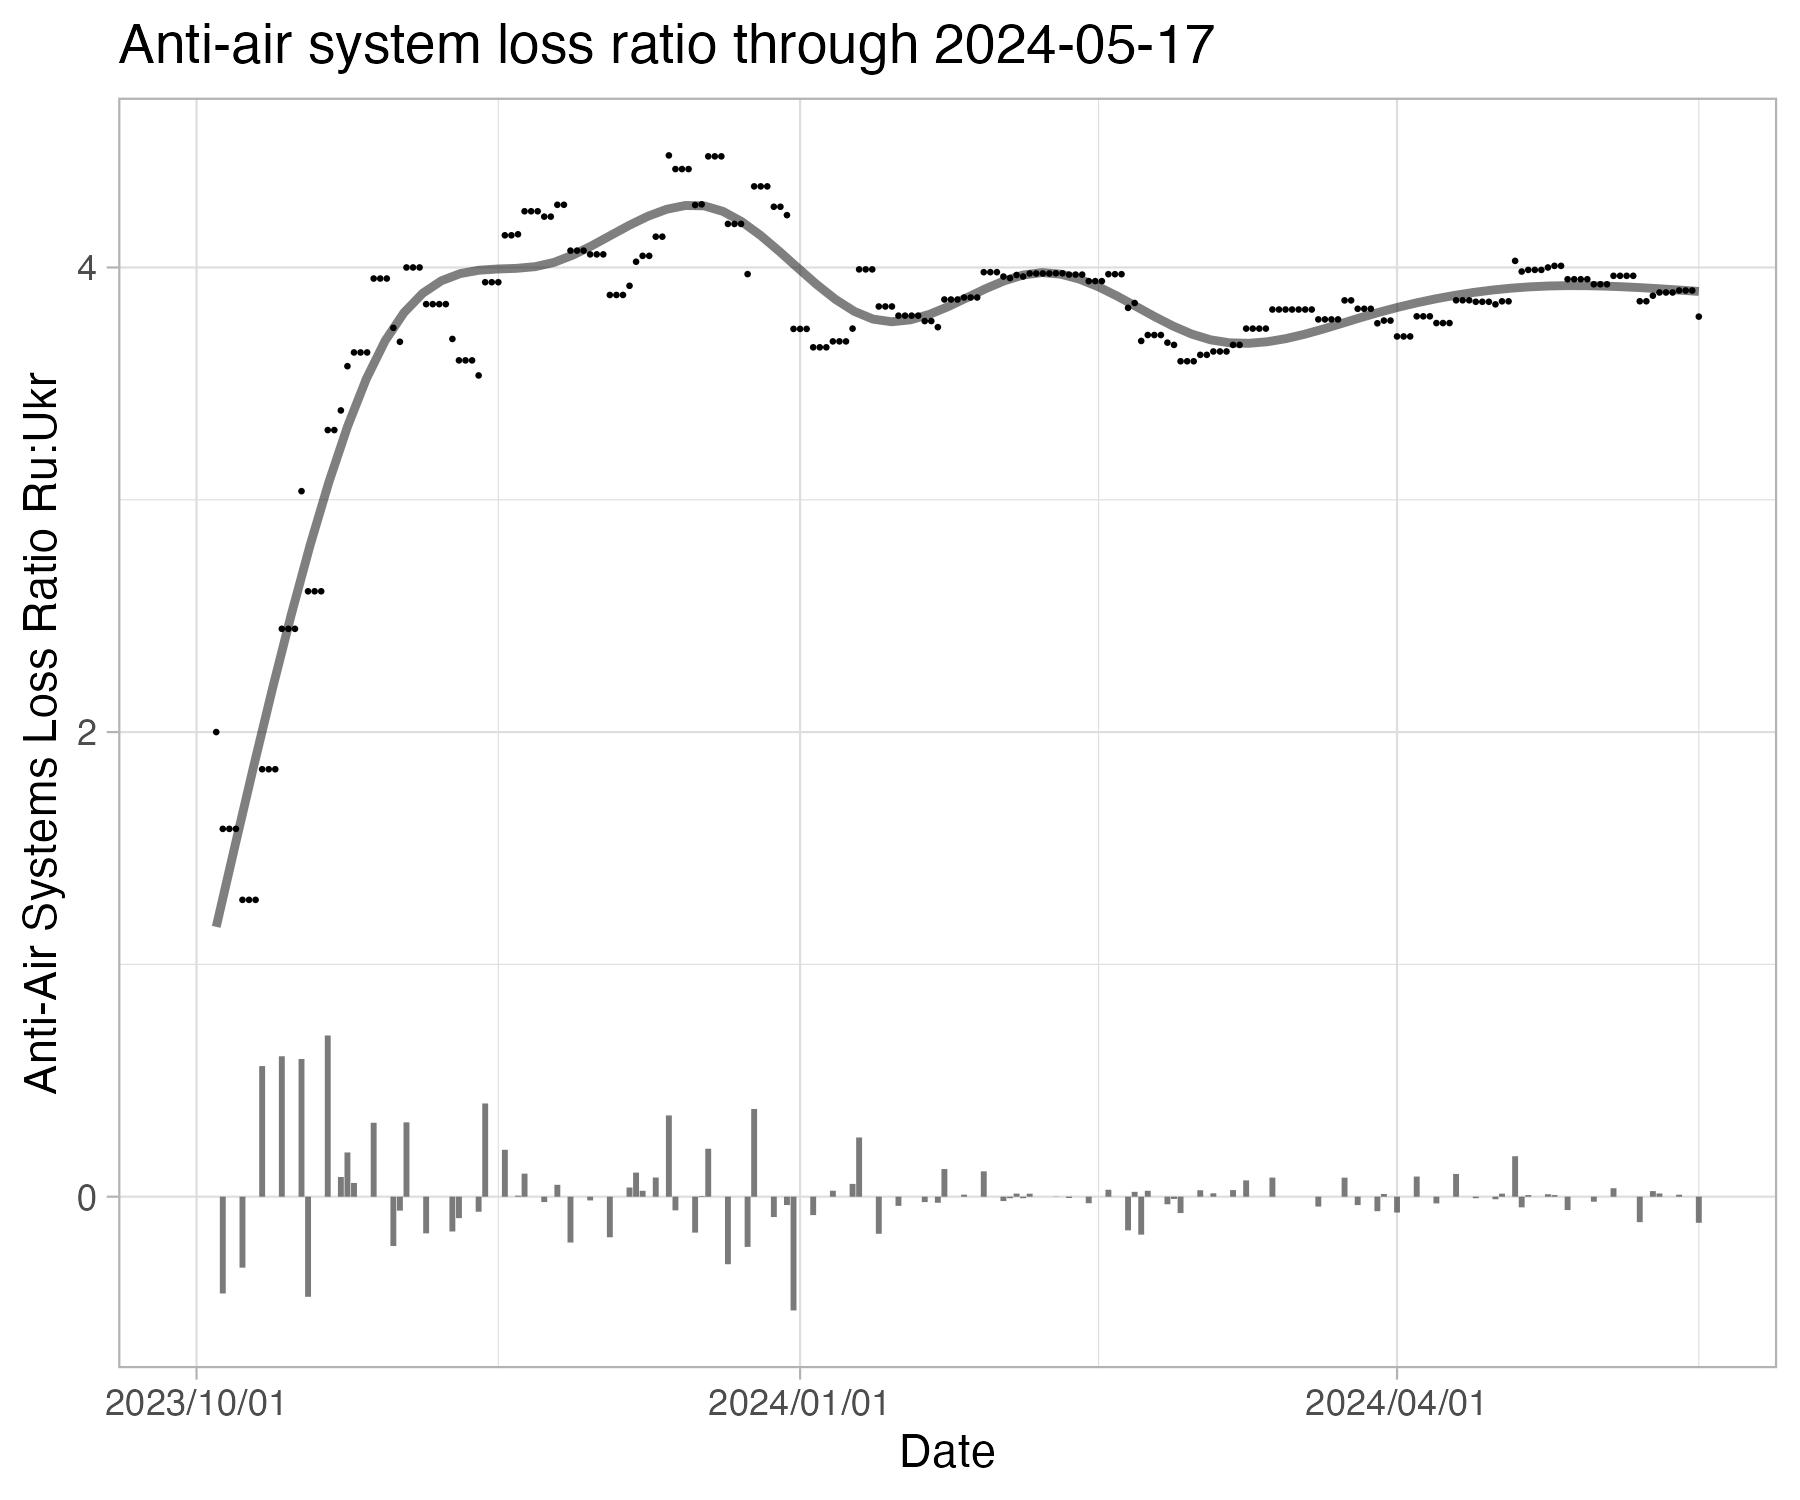 Anti-air system loss ratio through 2024-05-17
Anti-Air Systems Loss Ratio Ru:Ukr
4
2
0
2023/10/01
2024/01/01
2024/04/01
Date